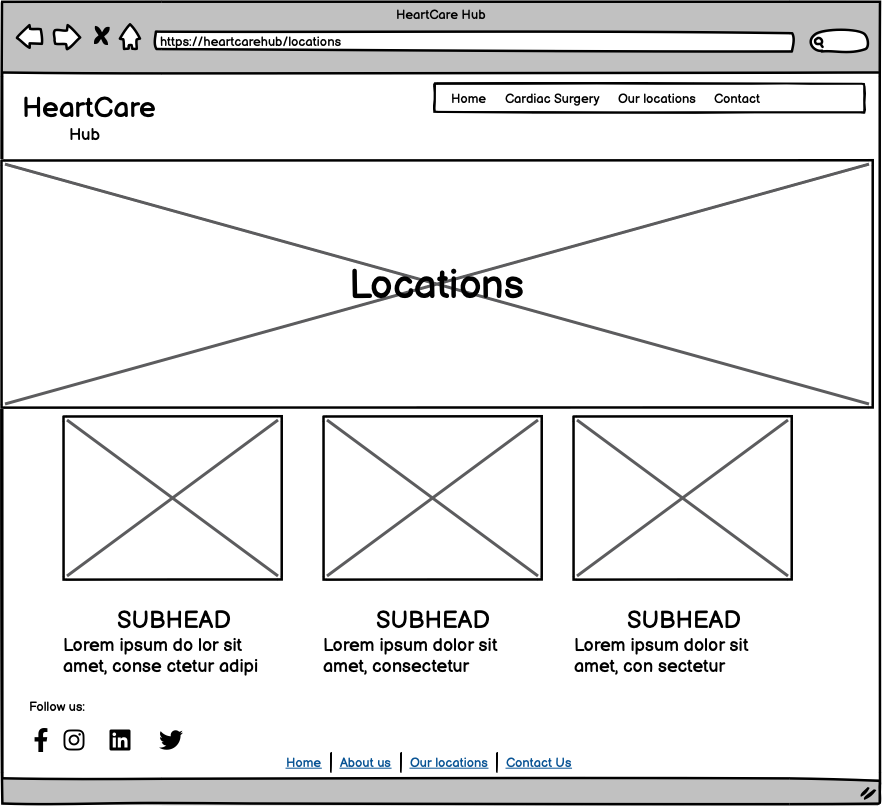 HeartCare Hub
https://heartcarehub/locations
HeartCare
Hub
Home Cardiac Surgery Our locations Contact
Locations
SUBHEAD
Lorem ipsum do lor sit
amet, conse ctetur adipi
SUBHEAD
Lorem ipsum dolor sit
amet, consectetur
SUBHEAD
Lorem ipsum dolor sit
amet, con sectetur
Follow us:
Home About us Our locations Contact Us